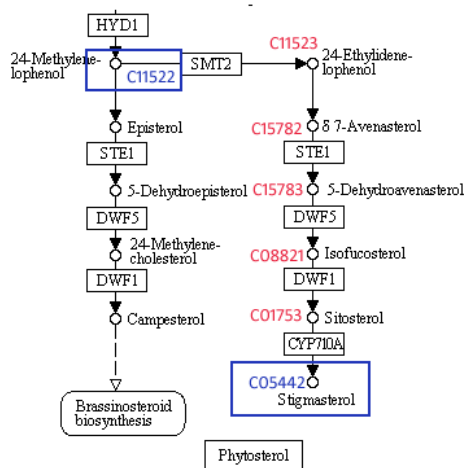 HYD1
24-Methylene-
lophenol
C11522
SMT2
C11523
24-Ethylidene-
lophenol
Episterol
STE1
5-Dehydroepisterol
DWF5
24-Methylene-
cholesterol
DWF1
Campesterol
Brassinosteroid
biosynthesis
C15782
δ 7-Avenasterol
STE1
C15783
5-Dehydroavenasterol
DWF5
C08821
Isofucosterol
DWF1
C01753
Sitosterol
CYP710A
C05442
Stigmasterol
Phytosterol